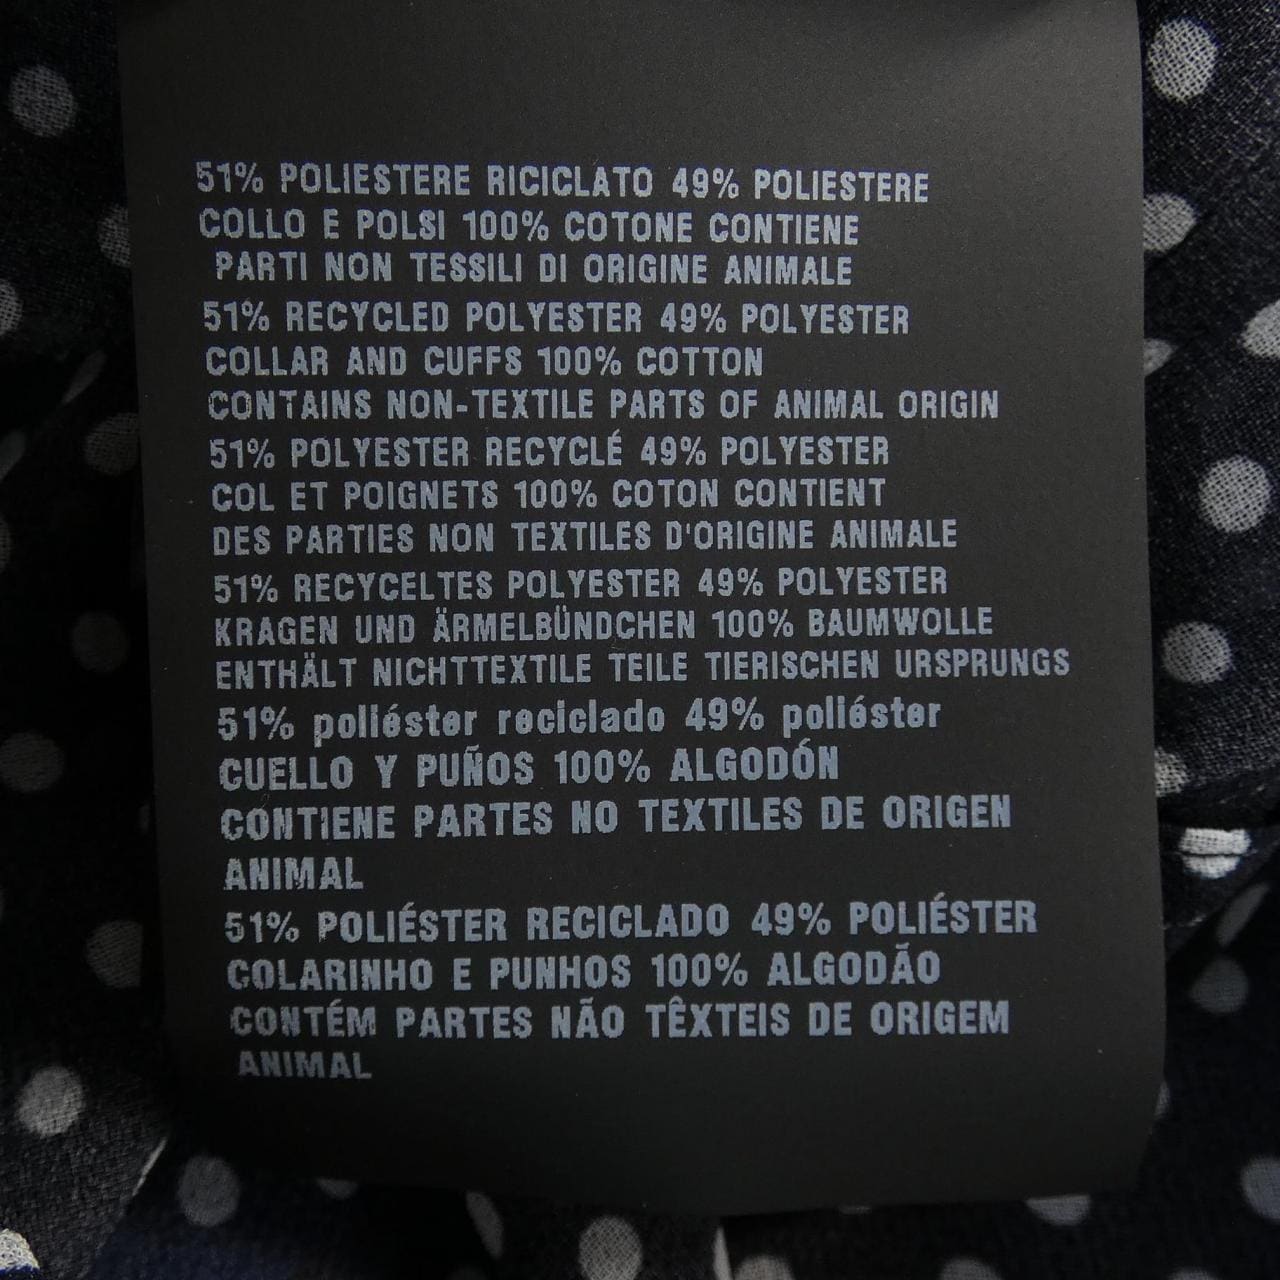 51% POLIESTERE RICICLATO 49% POLIESTERE
COLLO E POLSI 100% COTONE CONTIENE
PARTI NON TESSILI DI ORIGINE ANIMALE
51% RECYCLED POLYESTER 49% POLYESTER
COLLAR AND CUFFS 100% COTTON
CONTAINS NON-TEXTILE PARTS OF ANIMAL ORIGIN
51% POLYESTER RECYCLÉ 49% POLYESTER
COL ET POIGNETS 100% COTON CONTIENT
DES PARTIES NON TEXTILES D'ORIGINE ANIMALE
51% RECYCELTES POLYESTER 49% POLYESTER
KRAGEN UND ÄRMELBÜNDCHEN 100% BAUMWOLLE
ENTHÄLT NICHTTEXTILE TEILE TIERISCHEN URSPRUNGS
51% poliéster reciclado 49% poliéster
CUELLO Y PUÑOS 100% ALGODÓN
CONTIENE PARTES NO TEXTILES DE ORIGEN
ANIMAL
51% POLIÉSTER RECICLADO 49% POLIÉSTER
COLARINHO E PUNHOS 100% ALGODÃO
CONTÉM PARTES NÃO TÊXTEIS DE ORIGEM
ANIMAL